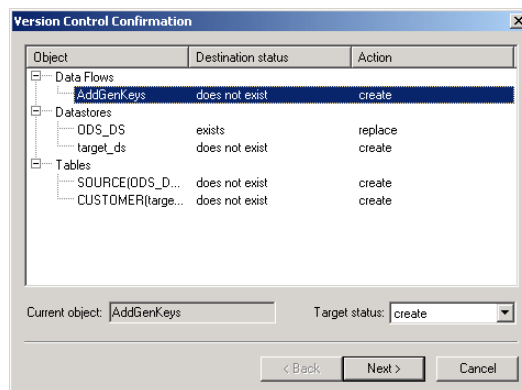 Version Control Confirmation
Object Destination status Action
Data Flows
AddGenKeys does not exist create
Datastores
ODS_DS exists replace
target_ds does not exist create
Tables
SOURCE(ODS_D... does not exist create
CUSTOMER(targe... does not exist create
Current object: AddGenKeys Target status: create
< Back Next > Cancel